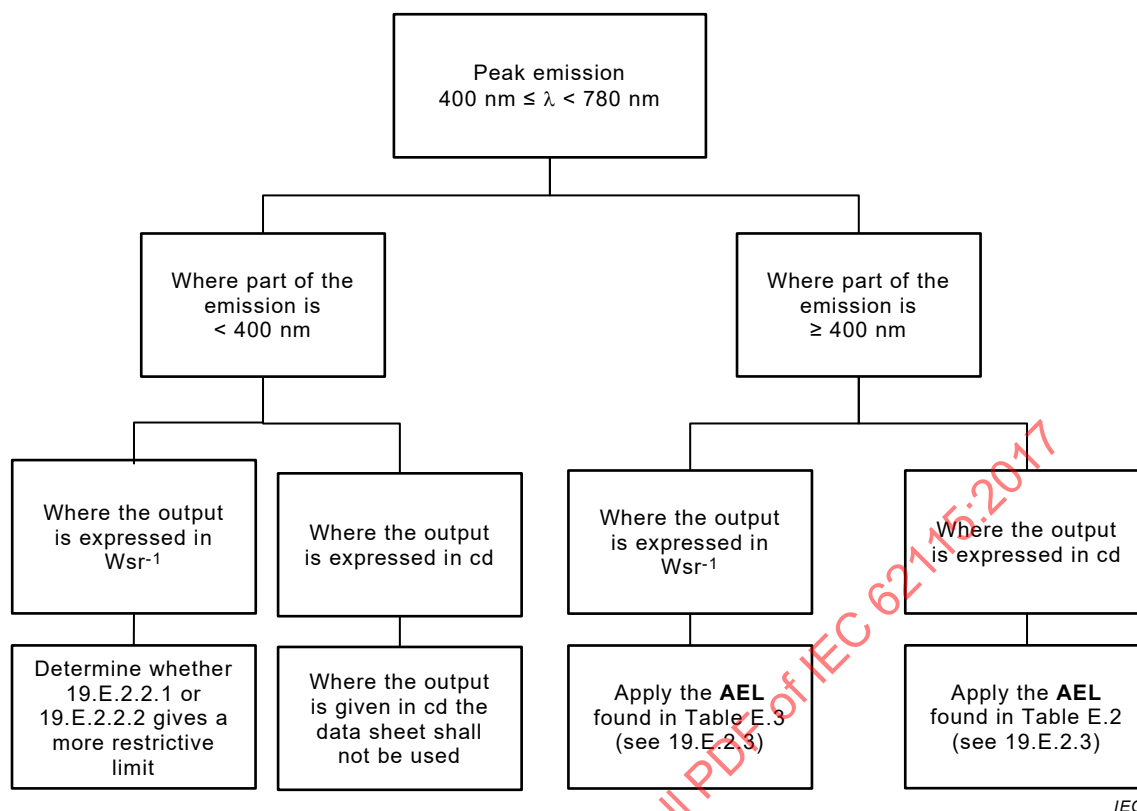 Peak emission
400 nm ≤ λ < 780 nm
Where part of the
emission is
< 400 nm
Where part of the
emission is
≥ 400 nm
Where the output
is expressed in
Wsr⁻¹
Where the output
is expressed in cd
Where the output
is expressed in
Wsr⁻¹
Where the output
is expressed in cd
Determine whether
19.E.2.2.1 or
19.E.2.2.2 gives a
more restrictive
limit
Where the output
is given in cd the
data sheet shall
not be used
Apply the AEL
found in Table E.3
(see 19.E.2.3)
Apply the AEL
found in Table E.2
(see 19.E.2.3)
PDF of IEC 62115:2017
IEC